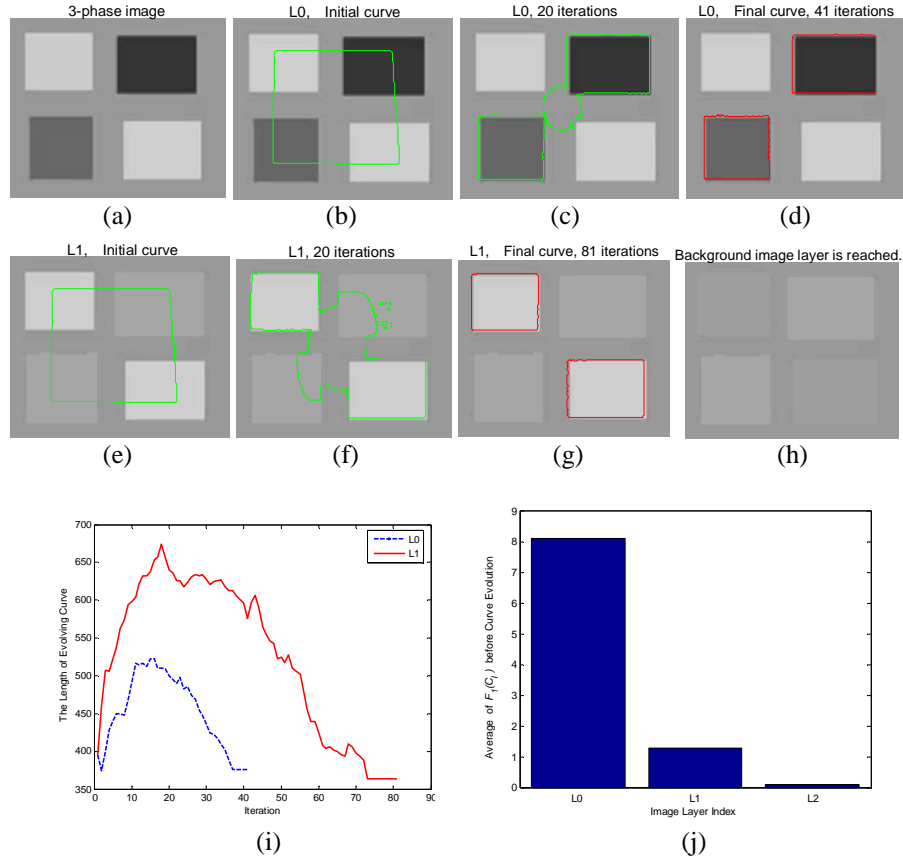 3-phase image
L0, Initial curve
L0, 20 iterations
L0, Final curve, 41 iterations
(a)
(b)
(c)
(d)
L1, Initial curve
L1, 20 iterations
L1, Final curve, 81 iterations
Background image layer is reached.
(e)
(f)
(g)
(h)
700
650
600
550
500
450
400
350
The Length of Evolving Curve
L0
L1
0
10
20
30
40
50
60
70
80
90
Iteration
(i)
9
8
7
6
5
4
3
2
1
0
Average of F₁(Cₗ) before Curve Evolution
L0
L1
L2
Image Layer Index
(j)